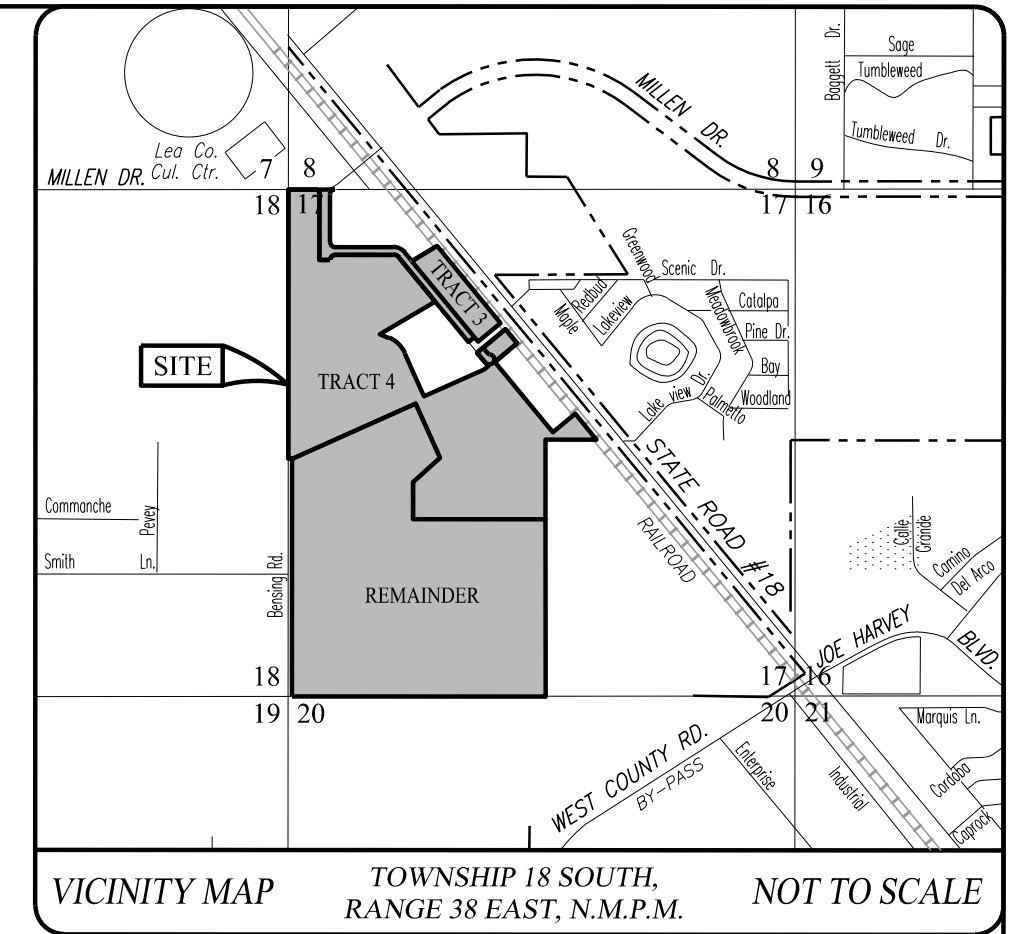 Baggett Dr.
Sage
Tumbleweed
Tumbleweed Dr.
MILLEN DR.
Lea Co.
Cul. Ctr.
MILLEN DR.
7 8
18 17
8 9
17 16
Greenwood
Scenic Dr.
Redbud
Maple
Lakeview
Meadowbrook
Catalpa
Pine Dr.
Bay
Woodland
Palmetto
Lake view Dr.
TRACT 3
SITE
TRACT 4
STATE ROAD #18
RAILROAD
Commanche
Pevey
Smith Ln.
Bensing Rd.
REMAINDER
Calle Grande
Camino
Del Arco
JOE HARVEY BLVD.
18
19 20
17 16
20 21
Marquis Ln.
WEST COUNTY RD.
BY-PASS
Enterprise
Industrial
Cordoba
Caprock
VICINITY MAP
TOWNSHIP 18 SOUTH,
RANGE 38 EAST, N.M.P.M.
NOT TO SCALE